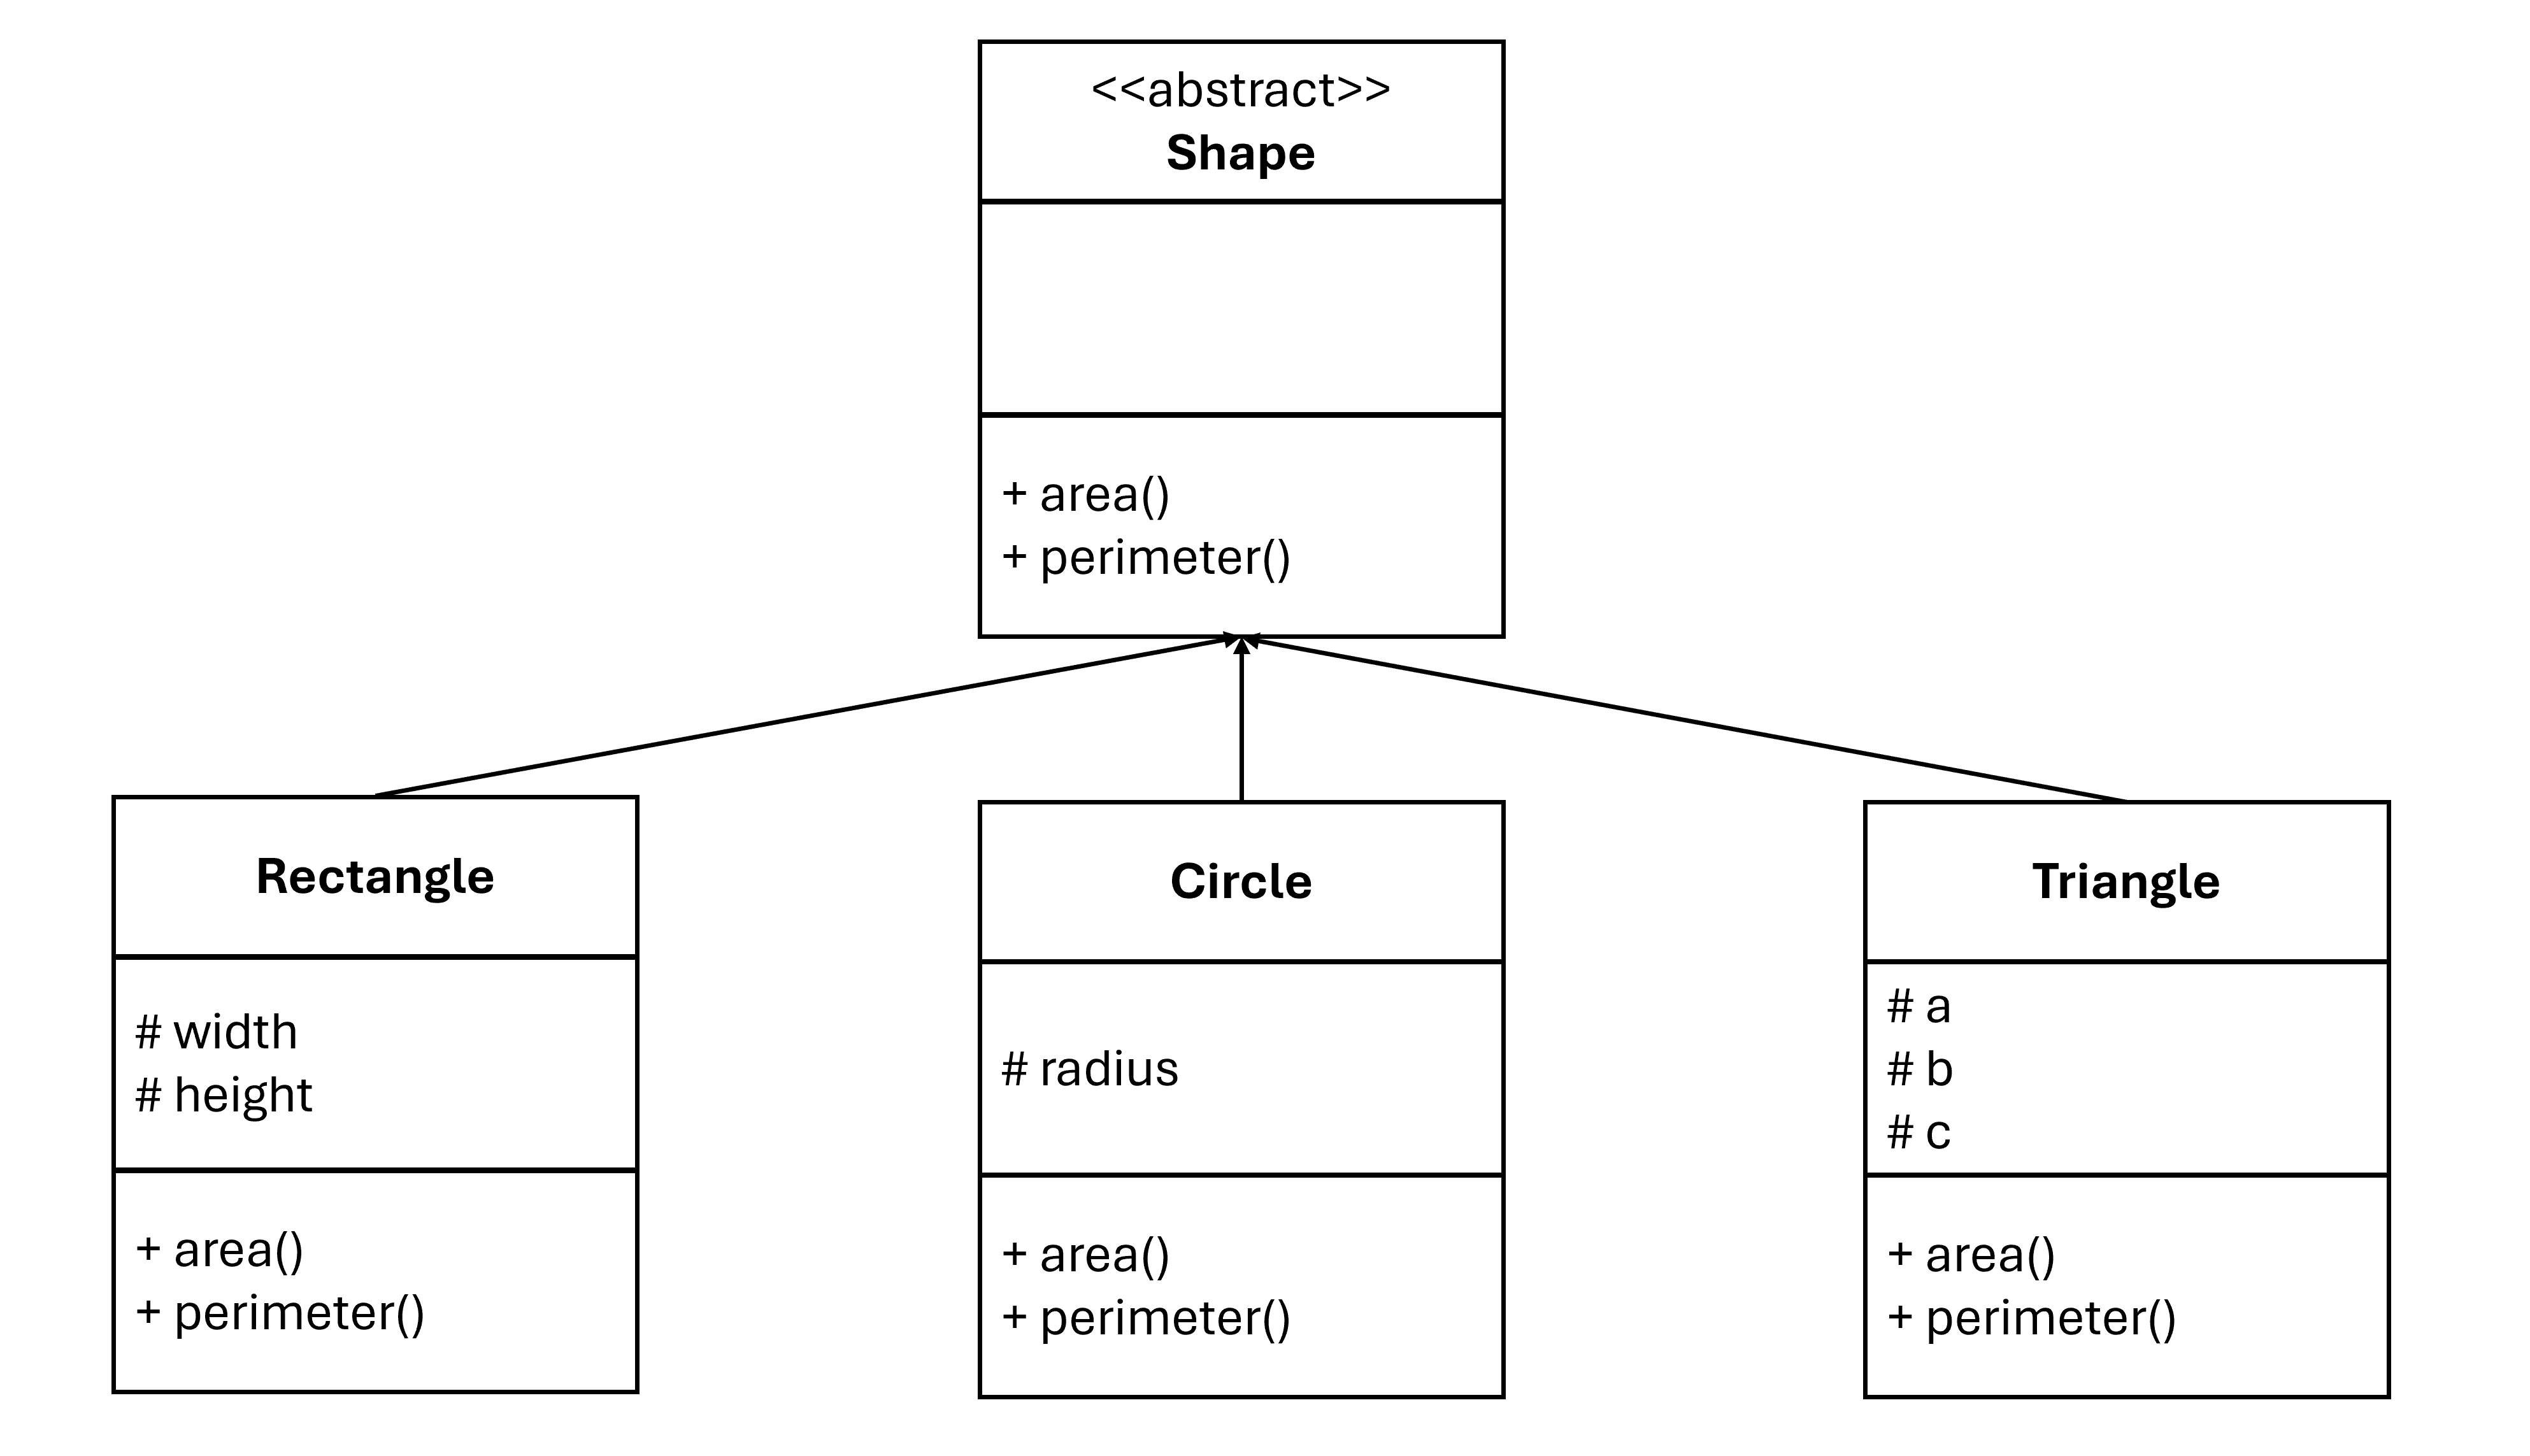 <<abstract>>
Shape
+ area()
+ perimeter()
Rectangle
# width
# height
+ area()
+ perimeter()
Circle
# radius
+ area()
+ perimeter()
Triangle
# a
# b
# c
+ area()
+ perimeter()